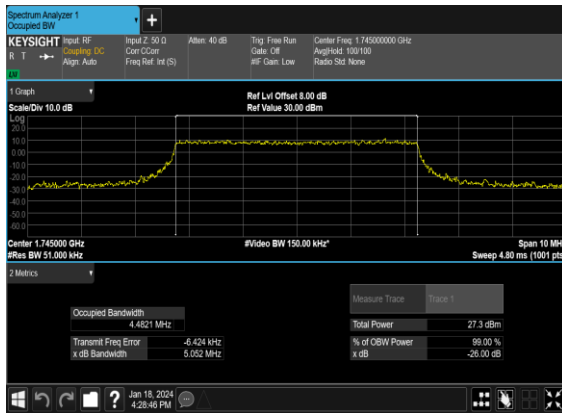 Spectrum Analyzer 1
Occupied BW
KEYSIGHT Input: RF Input Z: 50 Ω Atten: 40 dB Trig: Free Run Center Freq: 1.745000000 GHz
R T Coupling: DC Corr CCorr Gate: Off Avg|Hold: 100/100
Align: Auto Freq Ref: Int (S) #IF Gain: Low Radio Std: None
LW
1 Graph
Ref Lvl Offset 8.00 dB
Scale/Div 10.0 dB Ref Value 30.00 dBm
Log
20.0
10.0
0.00
-10.0
-20.0
-30.0
-40.0
-50.0
-60.0
Center 1.745000 GHz #Video BW 150.00 kHz* Span 10 MH
#Res BW 51.000 kHz Sweep 4.80 ms (1001 pts
2 Metrics
Measure Trace Trace 1
Occupied Bandwidth
4.4821 MHz Total Power 27.3 dBm
Transmit Freq Error -6.424 kHz % of OBW Power 99.00 %
x dB Bandwidth 5.052 MHz x dB -26.00 dB
Jan 18, 2024
4:28:46 PM